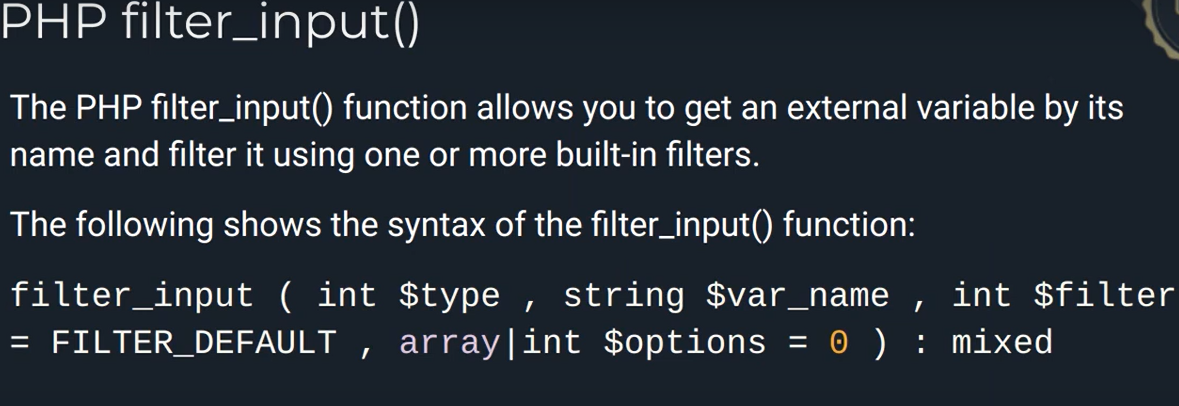 PHP filter_input()
The PHP filter_input() function allows you to get an external variable by its
name and filter it using one or more built-in filters.
The following shows the syntax of the filter_input() function:
filter_input ( int $type , string $var_name , int $filter
= FILTER_DEFAULT , array|int $options = 0 ) : mixed